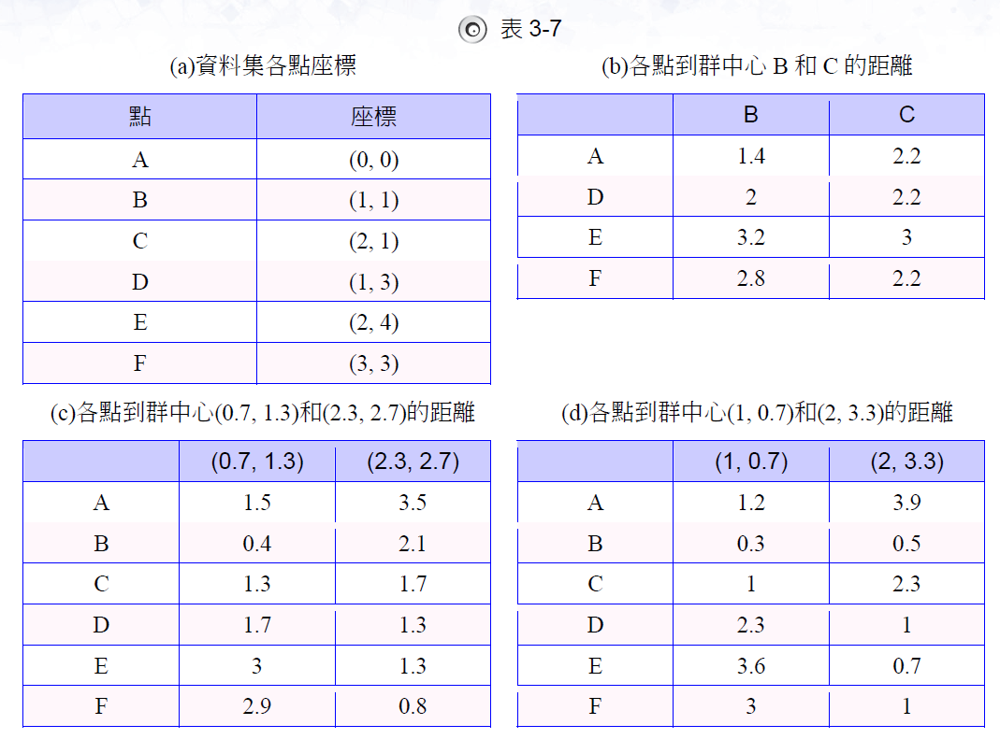 表 3-7
(a)資料集各點座標
點 座標
A (0, 0)
B (1, 1)
C (2, 1)
D (1, 3)
E (2, 4)
F (3, 3)
(b)各點到群中心 B 和 C 的距離
B C
A 1.4 2.2
D 2 2.2
E 3.2 3
F 2.8 2.2
(c)各點到群中心(0.7, 1.3)和(2.3, 2.7)的距離
(0.7, 1.3) (2.3, 2.7)
A 1.5 3.5
B 0.4 2.1
C 1.3 1.7
D 1.7 1.3
E 3 1.3
F 2.9 0.8
(d)各點到群中心(1, 0.7)和(2, 3.3)的距離
(1, 0.7) (2, 3.3)
A 1.2 3.9
B 0.3 0.5
C 1 2.3
D 2.3 1
E 3.6 0.7
F 3 1